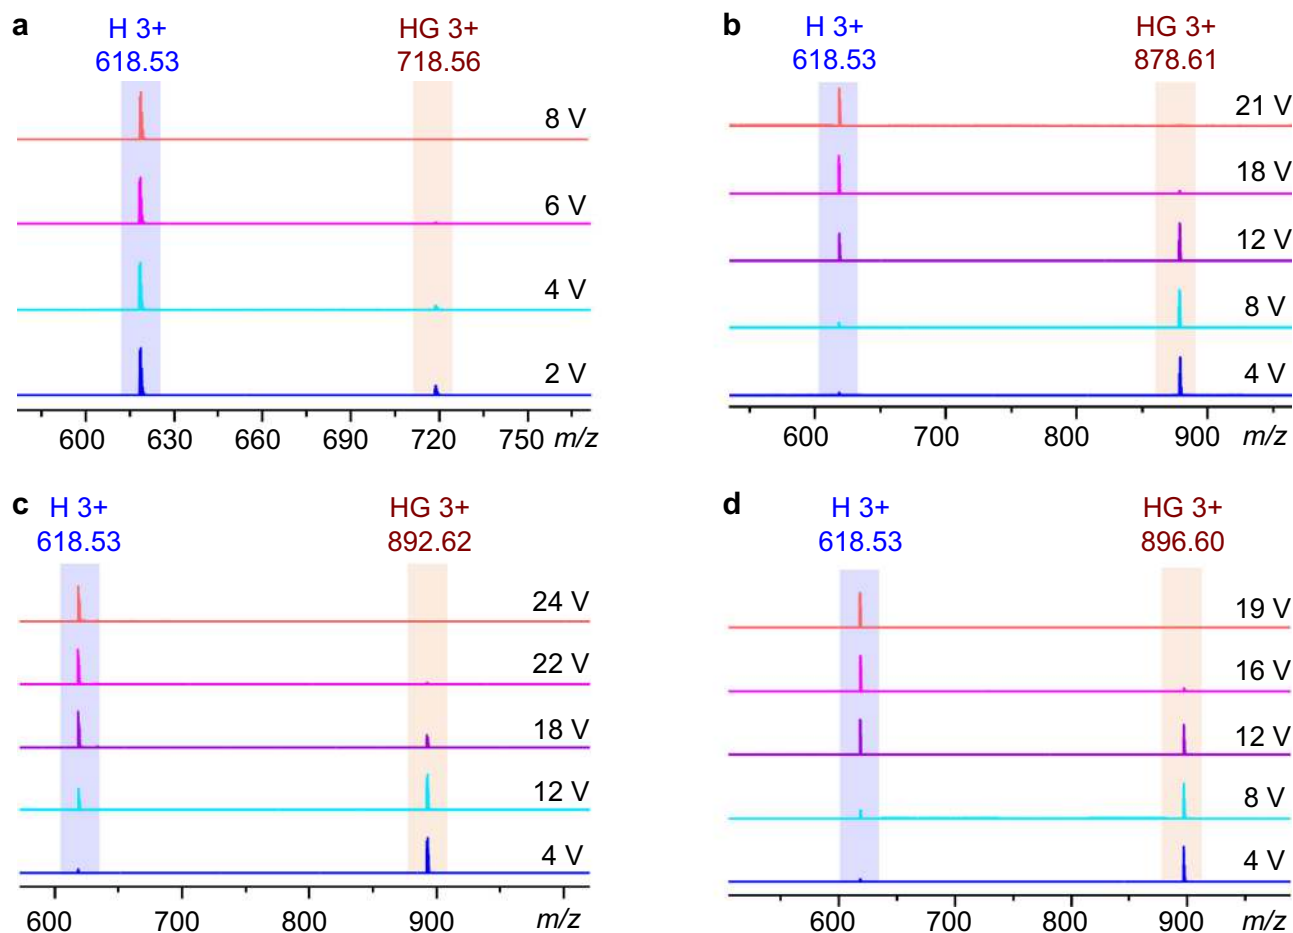 a
H 3+ HG 3+
618.53 718.56
8 V
6 V
4 V
2 V
600 630 660 690 720 750 m/z
b
H 3+ HG 3+
618.53 878.61
21 V
18 V
12 V
8 V
4 V
600 700 800 900 m/z
c
H 3+ HG 3+
618.53 892.62
24 V
22 V
18 V
12 V
4 V
600 700 800 900 m/z
d
H 3+ HG 3+
618.53 896.60
19 V
16 V
12 V
8 V
4 V
600 700 800 900 m/z